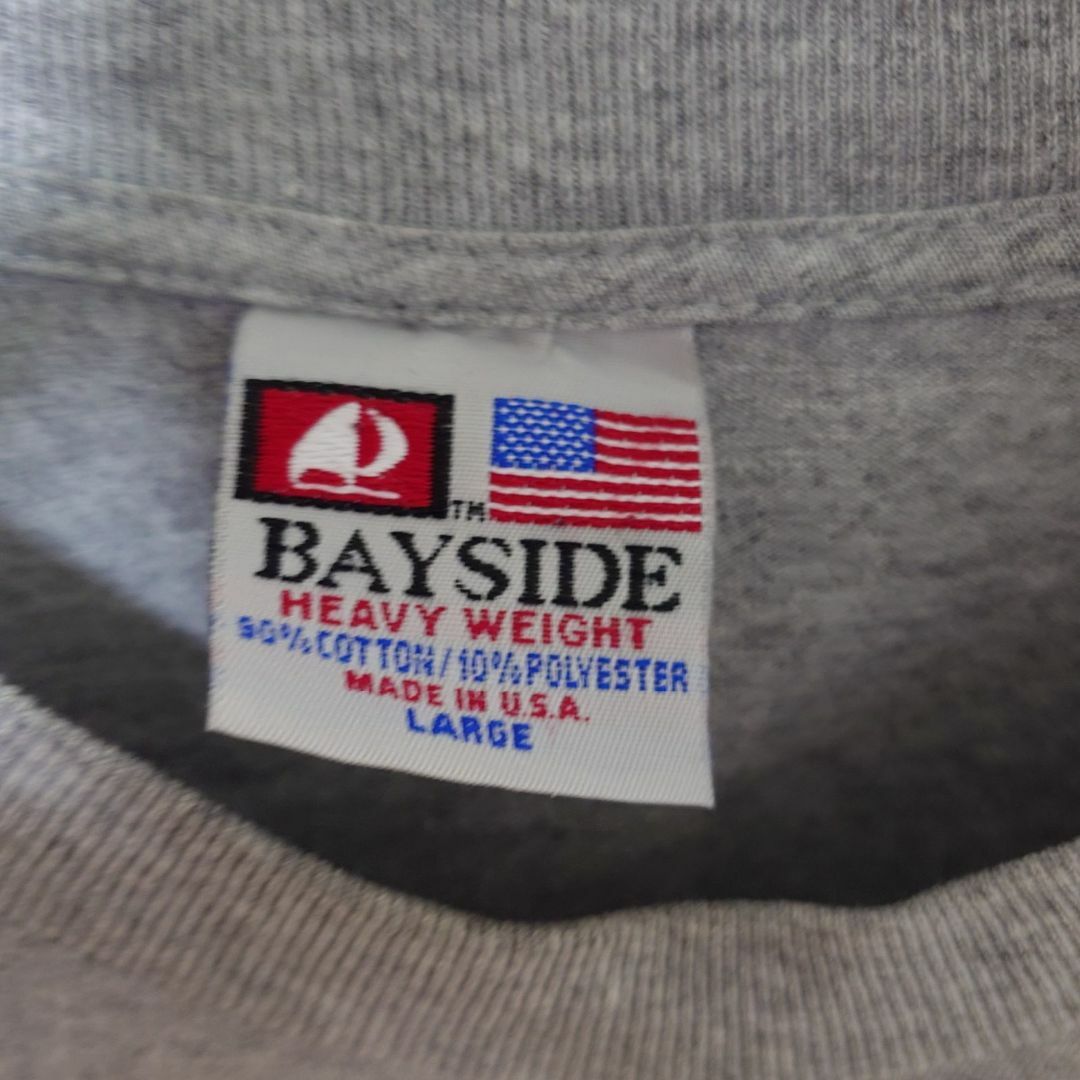 TM
BAYSIDE
HEAVY WEIGHT
90% COTTON/10% POLYESTER
MADE IN U.S.A.
LARGE